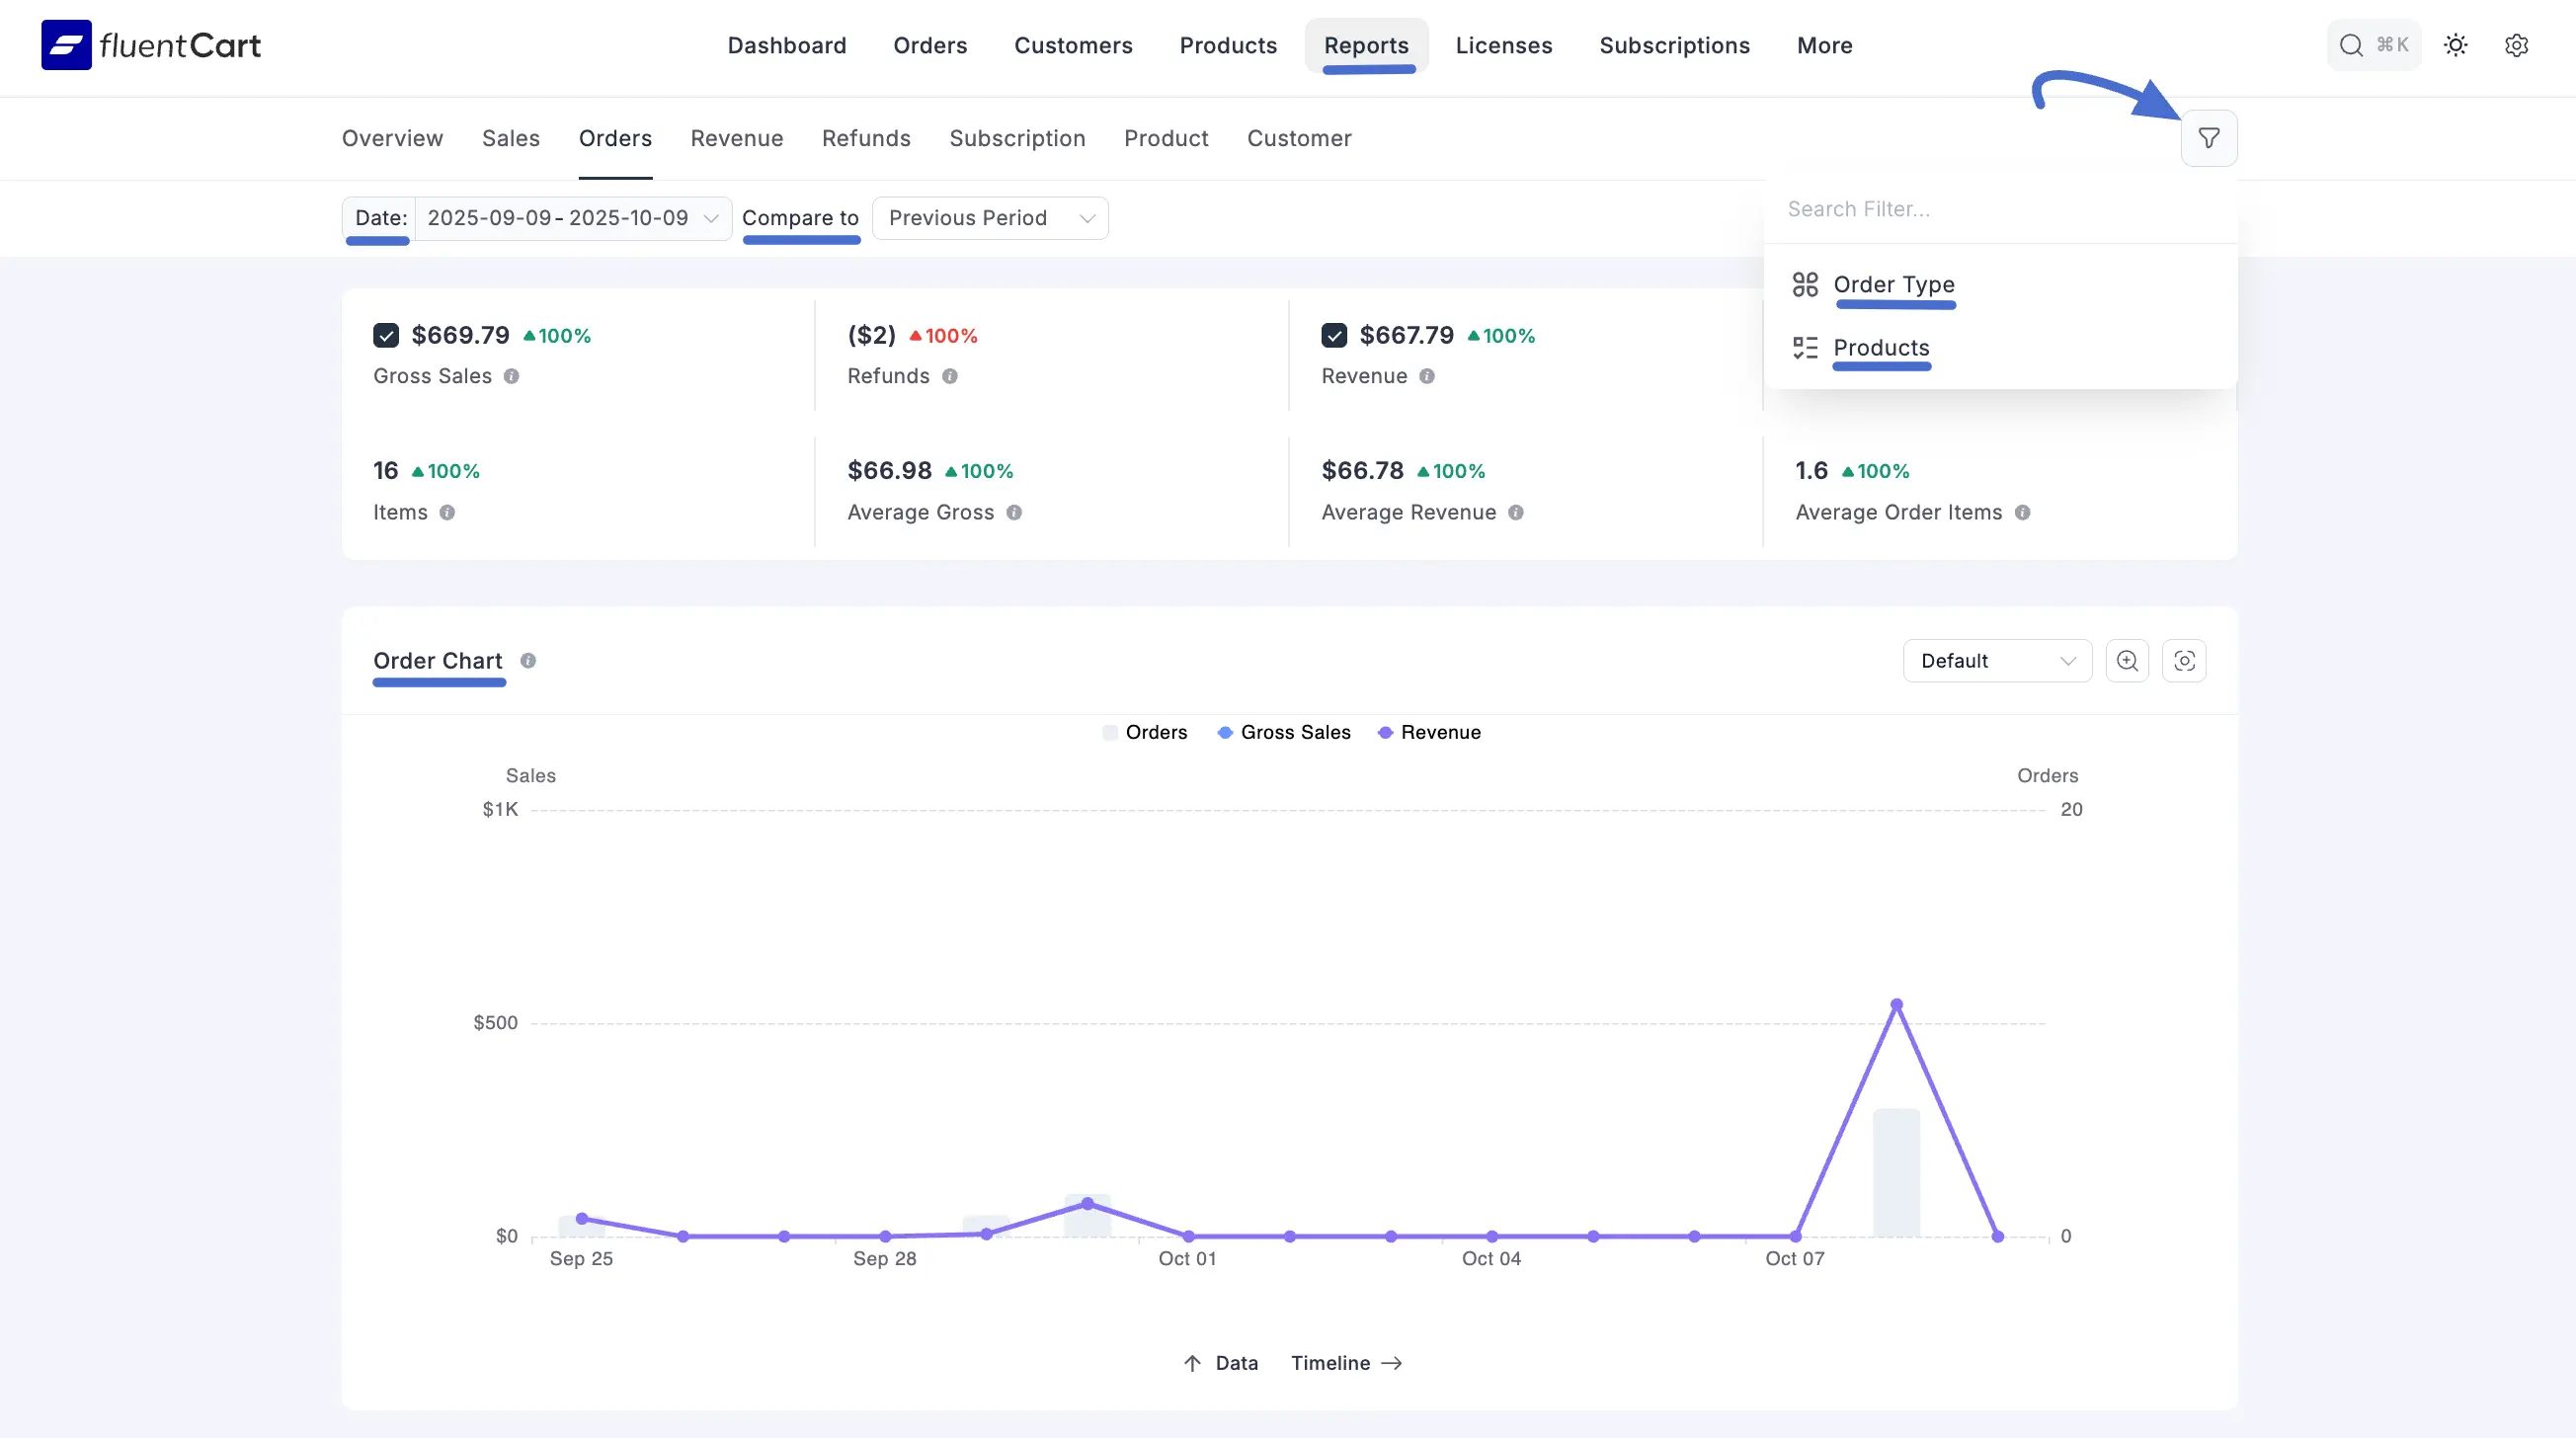 fluentCart
Dashboard Orders Customers Products Reports Licenses Subscriptions More
⌘K
Overview Sales Orders Revenue Refunds Subscription Product Customer
Date: 2025-09-09 - 2025-10-09 Compare to Previous Period
Search Filter...
Order Type
Products
$669.79 100%
Gross Sales
($2) 100%
Refunds
$667.79 100%
Revenue
16 100%
Items
$66.98 100%
Average Gross
$66.78 100%
Average Revenue
1.6 100%
Average Order Items
Order Chart
Default
Orders Gross Sales Revenue
Sales Orders
$1K 20
$500
$0 0
Sep 25 Sep 28 Oct 01 Oct 04 Oct 07
Data Timeline